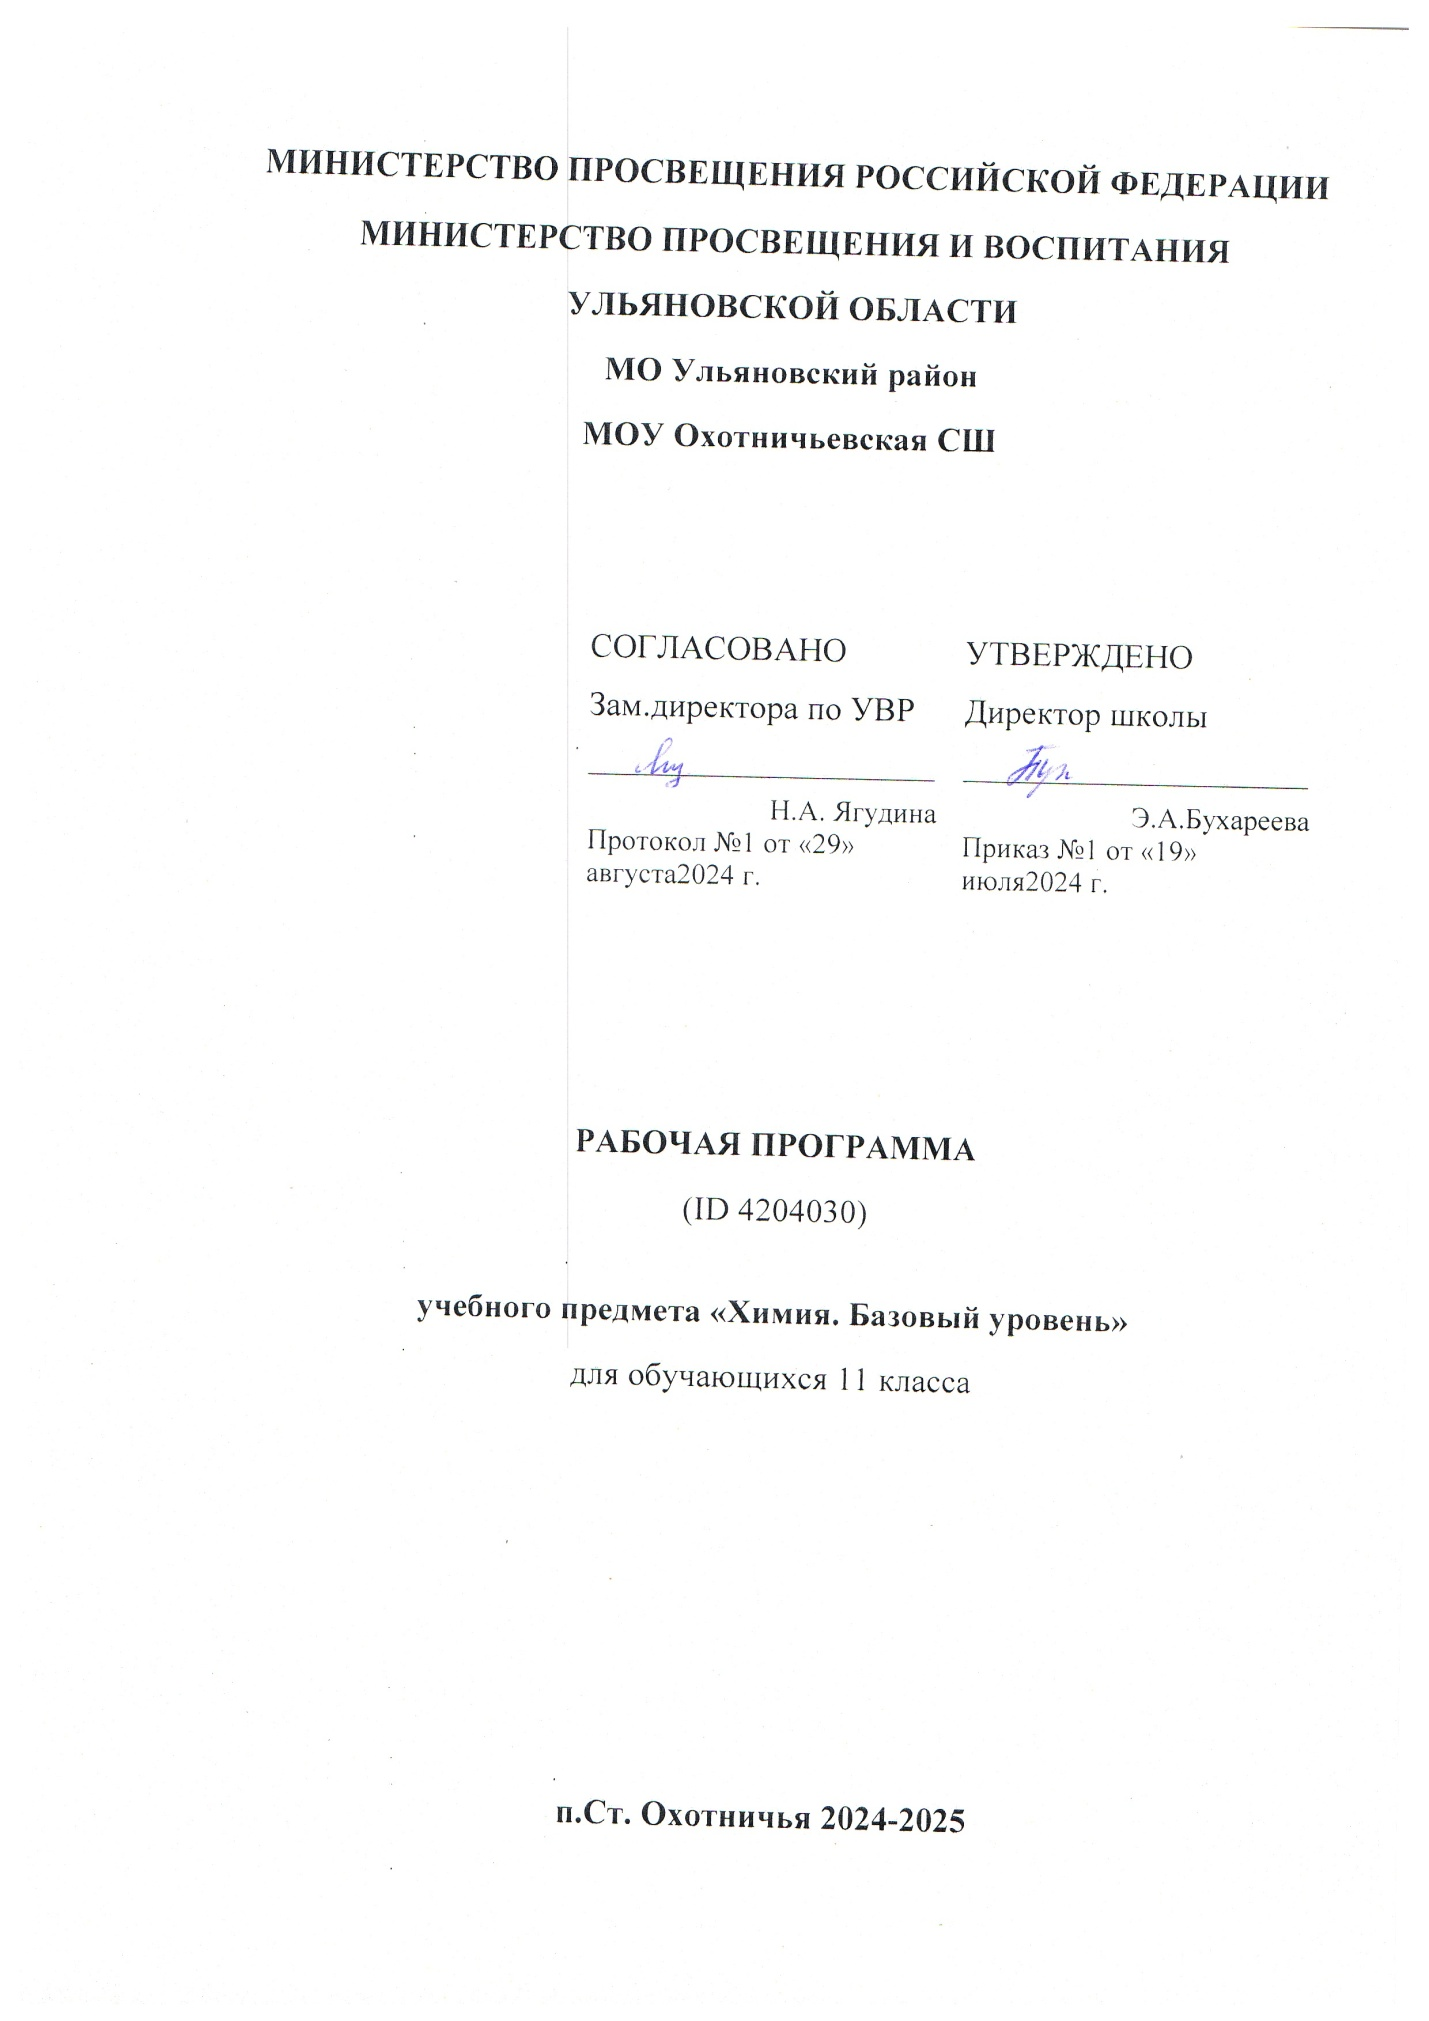 МИНИСТЕРСТВО ПРОСВЕЩЕНИЯ РОССИЙСКОЙ ФЕДЕРАЦИИ
МИНИСТЕРСТВО ПРОСВЕЩЕНИЯ И ВОСПИТАНИЯ
УЛЬЯНОВСКОЙ ОБЛАСТИ
МО Ульяновский район
МОУ Охотничьевская СШ
СОГЛАСОВАНО
Зам.директора по УВР
Н.А. Ягудина
Протокол №1 от «29»
августа2024 г.
УТВЕРЖДЕНО
Директор школы
Э.А.Бухареева
Приказ №1 от «19»
июля2024 г.
РАБОЧАЯ ПРОГРАММА
(ID 4204030)
учебного предмета «Химия. Базовый уровень»
для обучающихся 11 класса
п.Ст. Охотничья 2024-2025